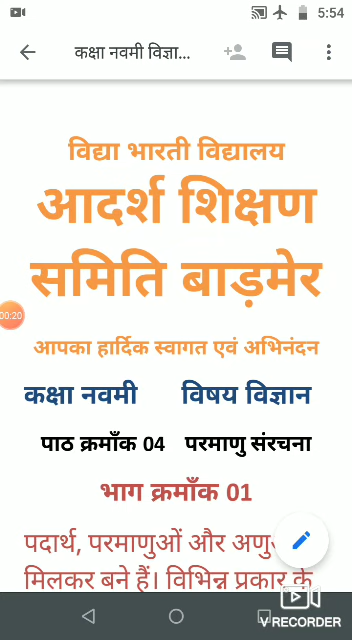 5:54
कक्षा नवमी विज्ञा...
विद्या भारती विद्यालय
आदर्श शिक्षण
समिति बाड़मेर
00:20
आपका हार्दिक स्वागत एवं अभिनंदन
कक्षा नवमी विषय विज्ञान
पाठ क्रमाँक 04 परमाणु संरचना
भाग क्रमाँक 01
पदार्थ, परमाणुओं और
मिलकर बने हैं। विभिन्न प्रकार के
V RECORDER